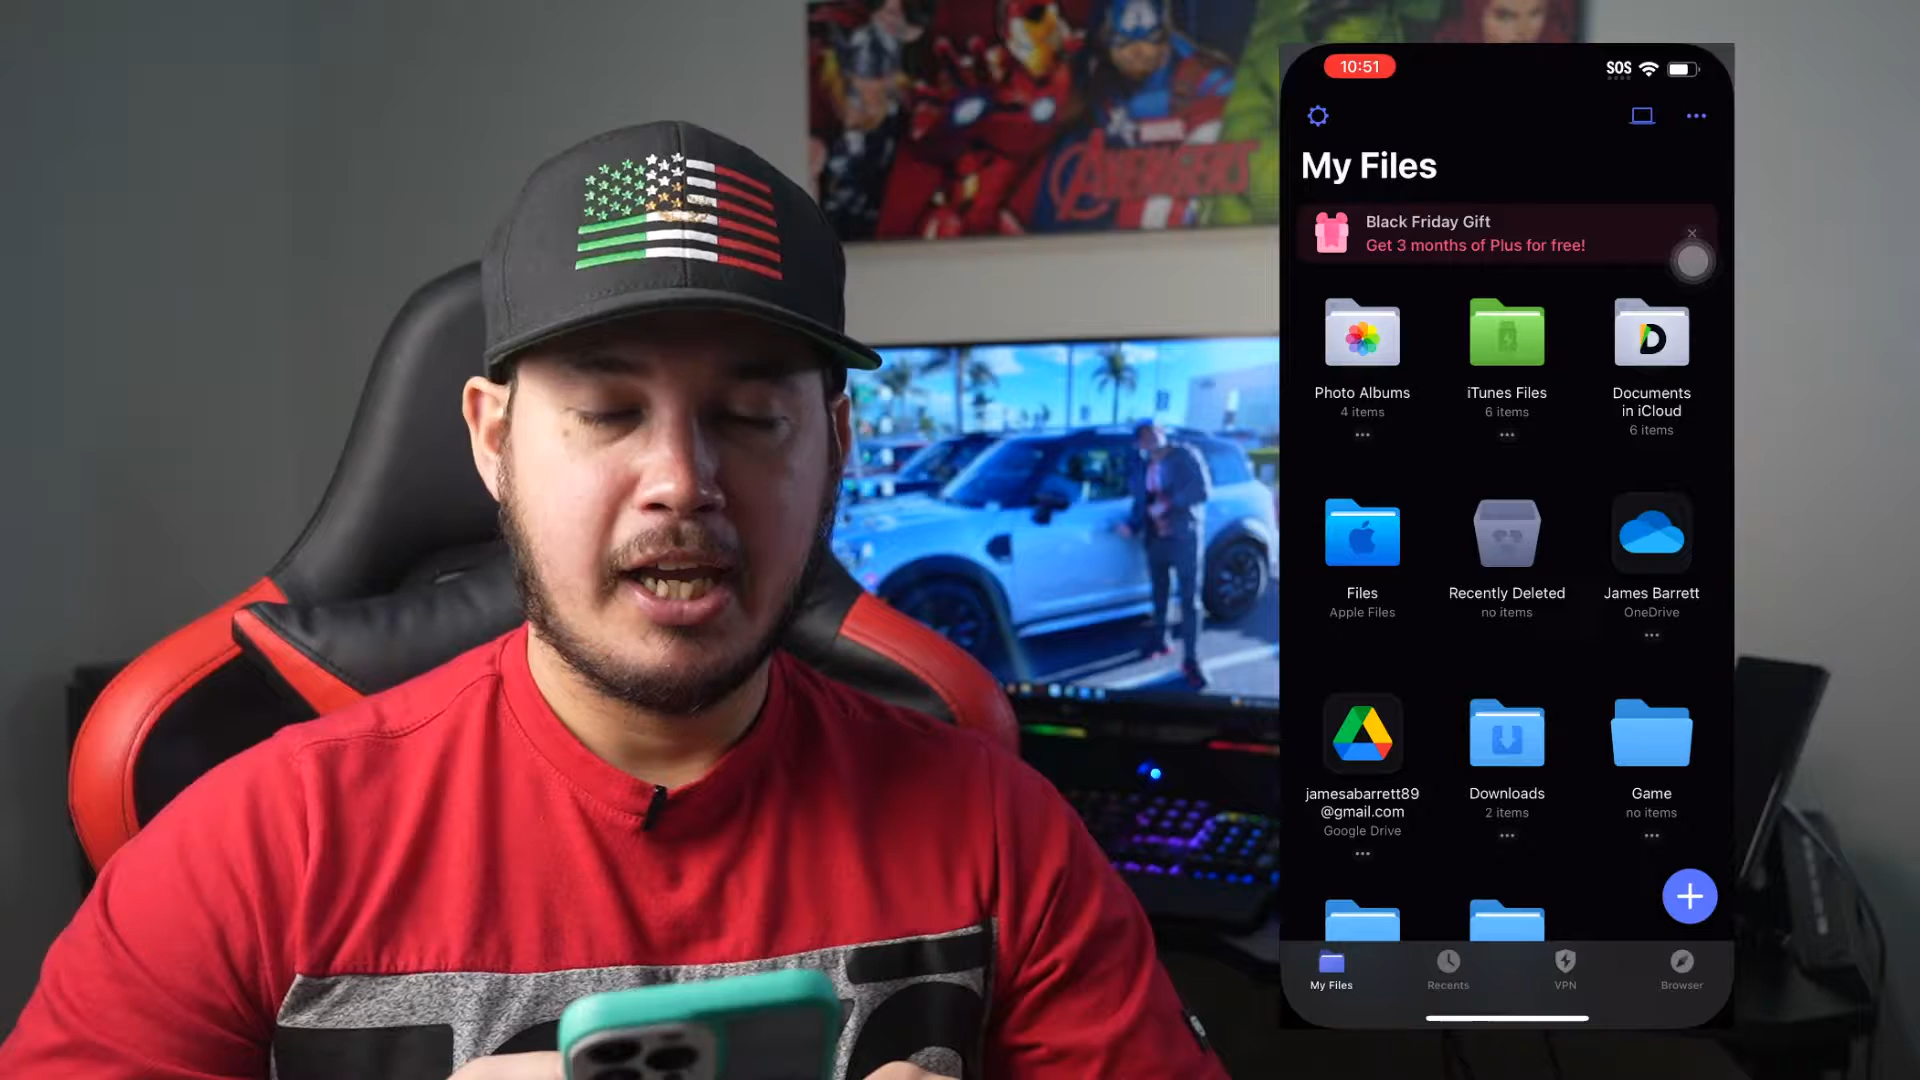 MARVEL
AVENGERS
10:51
SOS
My Files
Black Friday Gift
Get 3 months of Plus for free!
Photo Albums
4 items
iTunes Files
6 items
Documents
in iCloud
6 items
Files
Apple Files
Recently Deleted
no items
James Barrett
OneDrive
jamesabarrett89
@gmail.com
Google Drive
Downloads
2 items
Game
no items
My Files
Recents
VPN
Browser